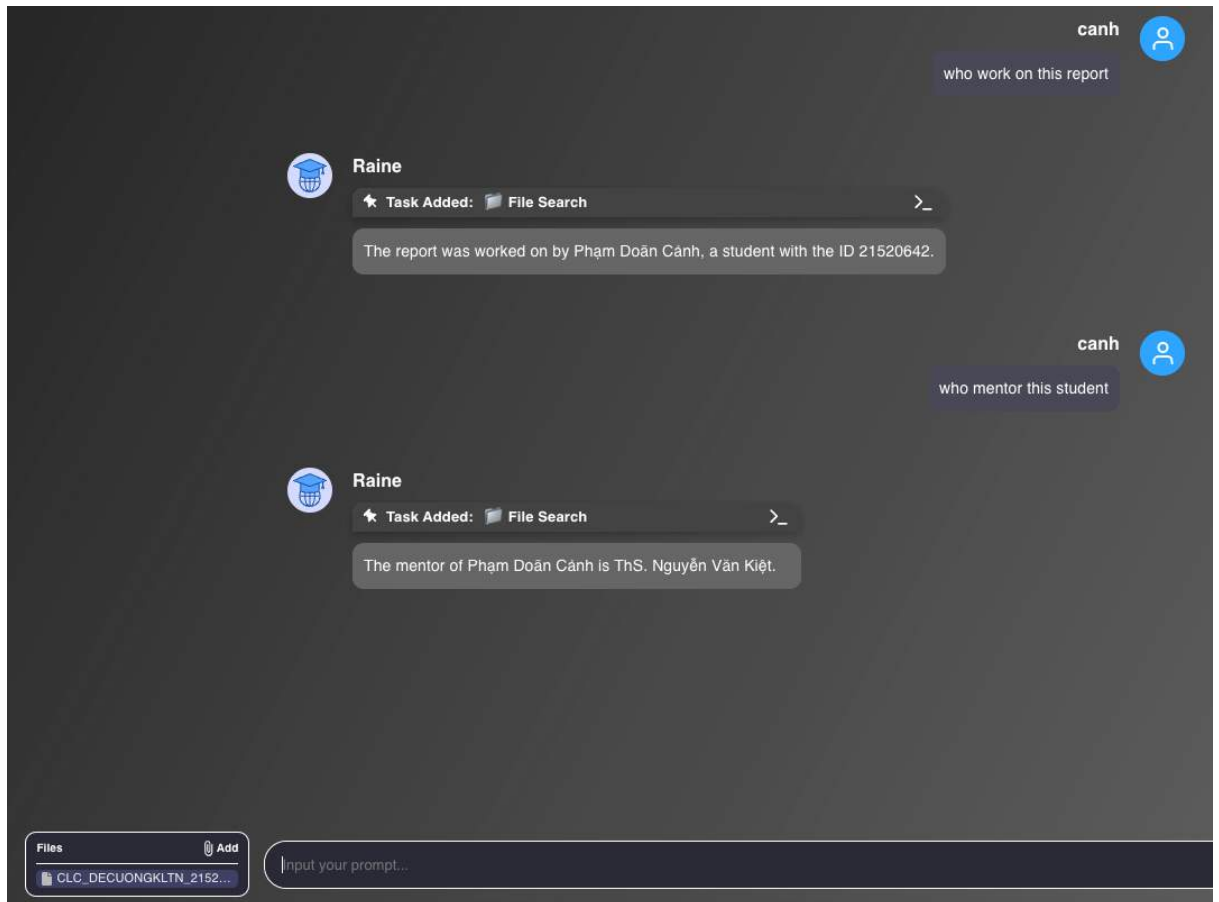 canh
who work on this report
Raine
Task Added: File Search
>_
The report was worked on by Phạm Doãn Cảnh, a student with the ID 21520642.
canh
who mentor this student
Raine
Task Added: File Search
>_
The mentor of Phạm Doãn Cảnh is ThS. Nguyễn Văn Kiệt.
Files
Add
CLC_DECUONGKLTN_2152...
Input your prompt...